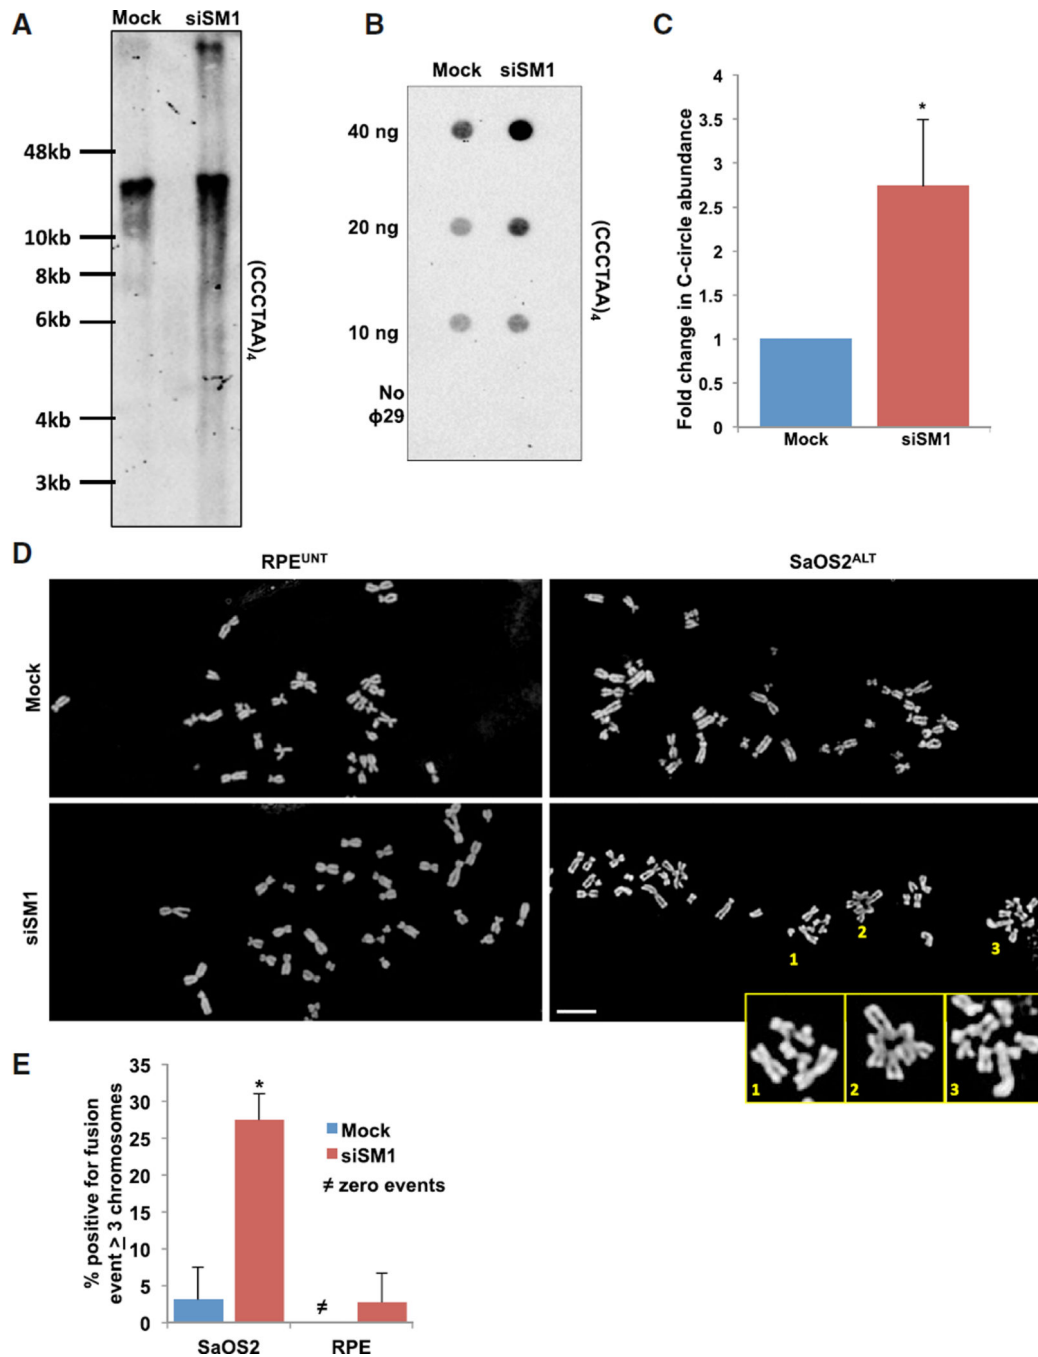 A
Mock siSM1
48kb
10kb
8kb
6kb
4kb
3kb
(CCCTAA)₄
B
Mock siSM1
40 ng
20 ng
10 ng
No
ϕ29
(CCCTAA)₄
C
Fold change in C-circle abundance
4
3.5
3
2.5
2
1.5
1
0.5
0
*
Mock siSM1
D
RPEᵁᴺᵀ SaOS2ᴬᴸᵀ
Mock
siSM1
1
2
3
1
2
3
E
% positive for fusion
event ≥ 3 chromosomes
35
30
25
20
15
10
5
0
*
Mock
siSM1
≠ zero events
≠
SaOS2 RPE